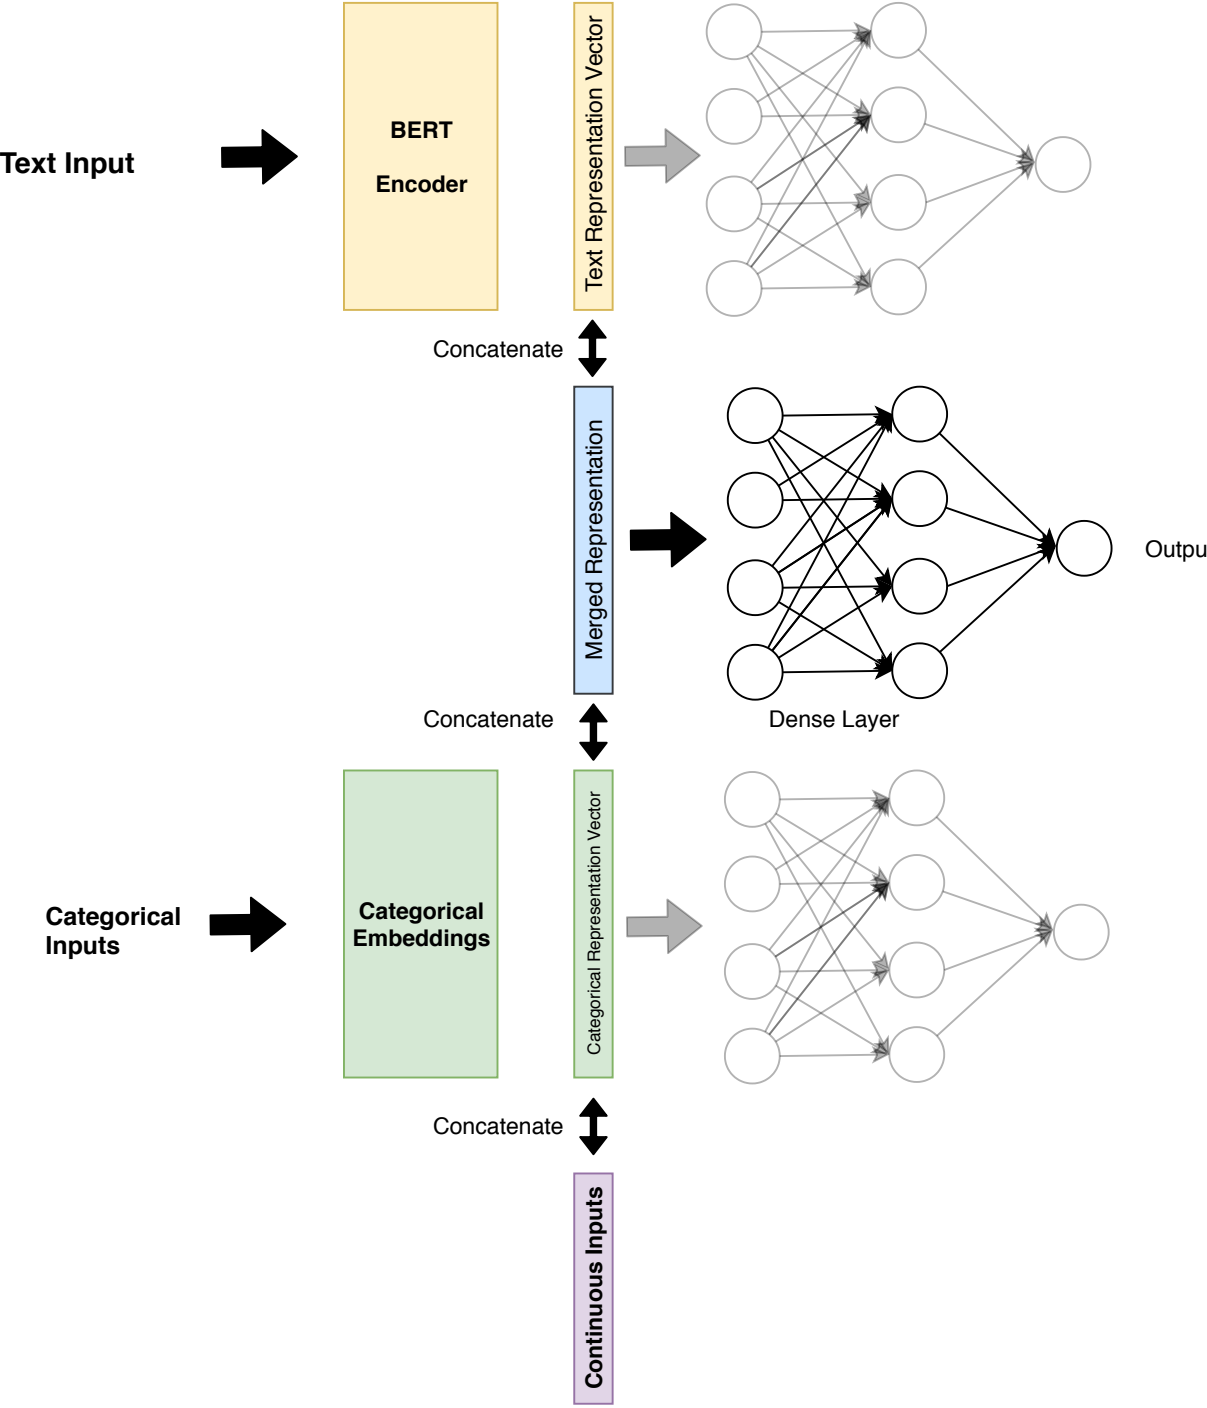 Text Input
BERT
Encoder
Text Representation Vector
Concatenate
Merged Representation
Outpu
Dense Layer
Concatenate
Categorical
Inputs
Categorical
Embeddings
Categorical Representation Vector
Concatenate
Continuous Inputs